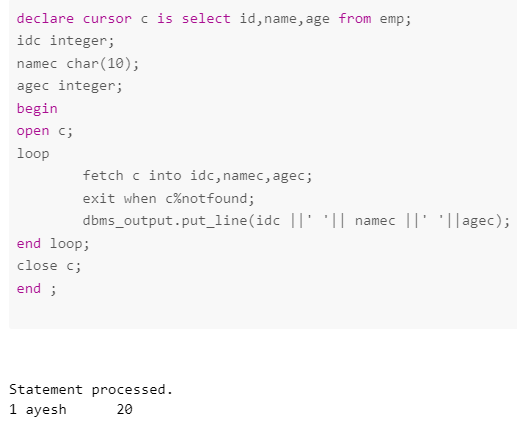 declare cursor c is select id,name,age from emp;
idc integer;
namec char(10);
agec integer;
begin
open c;
loop
        fetch c into idc,namec,agec;
        exit when c%notfound;
        dbms_output.put_line(idc ||' '|| namec ||' '||agec);
end loop;
close c;
end ;
Statement processed.
1 ayesh      20